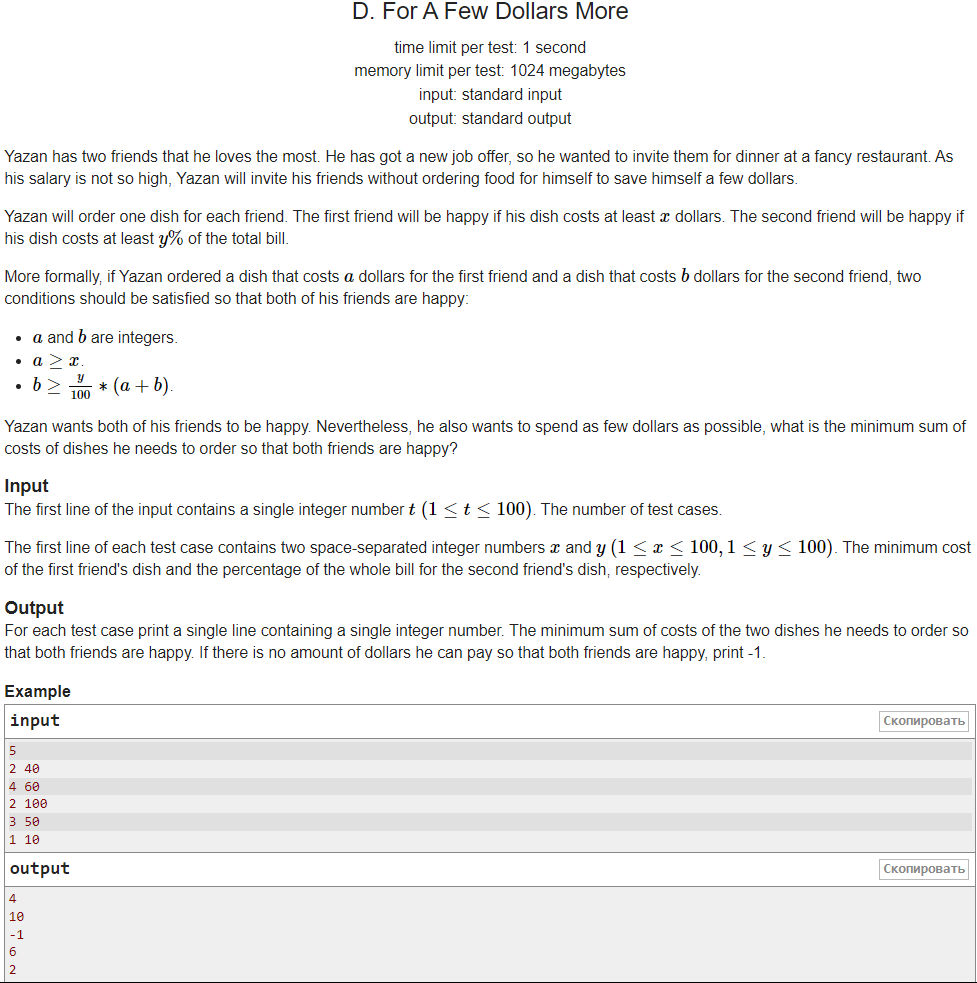 D. For A Few Dollars More
time limit per test: 1 second
memory limit per test: 1024 megabytes
input: standard input
output: standard output
Yazan has two friends that he loves the most. He has got a new job offer, so he wanted to invite them for dinner at a fancy restaurant. As
his salary is not so high, Yazan will invite his friends without ordering food for himself to save himself a few dollars.
Yazan will order one dish for each friend. The first friend will be happy if his dish costs at least x dollars. The second friend will be happy if
his dish costs at least y% of the total bill.
More formally, if Yazan ordered a dish that costs a dollars for the first friend and a dish that costs b dollars for the second friend, two
conditions should be satisfied so that both of his friends are happy:
• a and b are integers.
• a ≥ x.
• b ≥ y/100 * (a + b).
Yazan wants both of his friends to be happy. Nevertheless, he also wants to spend as few dollars as possible, what is the minimum sum of
costs of dishes he needs to order so that both friends are happy?
Input
The first line of the input contains a single integer number t (1 ≤ t ≤ 100). The number of test cases.
The first line of each test case contains two space-separated integer numbers x and y (1 ≤ x ≤ 100, 1 ≤ y ≤ 100). The minimum cost
of the first friend's dish and the percentage of the whole bill for the second friend's dish, respectively.
Output
For each test case print a single line containing a single integer number. The minimum sum of costs of the two dishes he needs to order so
that both friends are happy. If there is no amount of dollars he can pay so that both friends are happy, print -1.
Example
input
Скопировать
5
2 40
4 60
2 100
3 50
1 10
output
Скопировать
4
10
-1
6
2